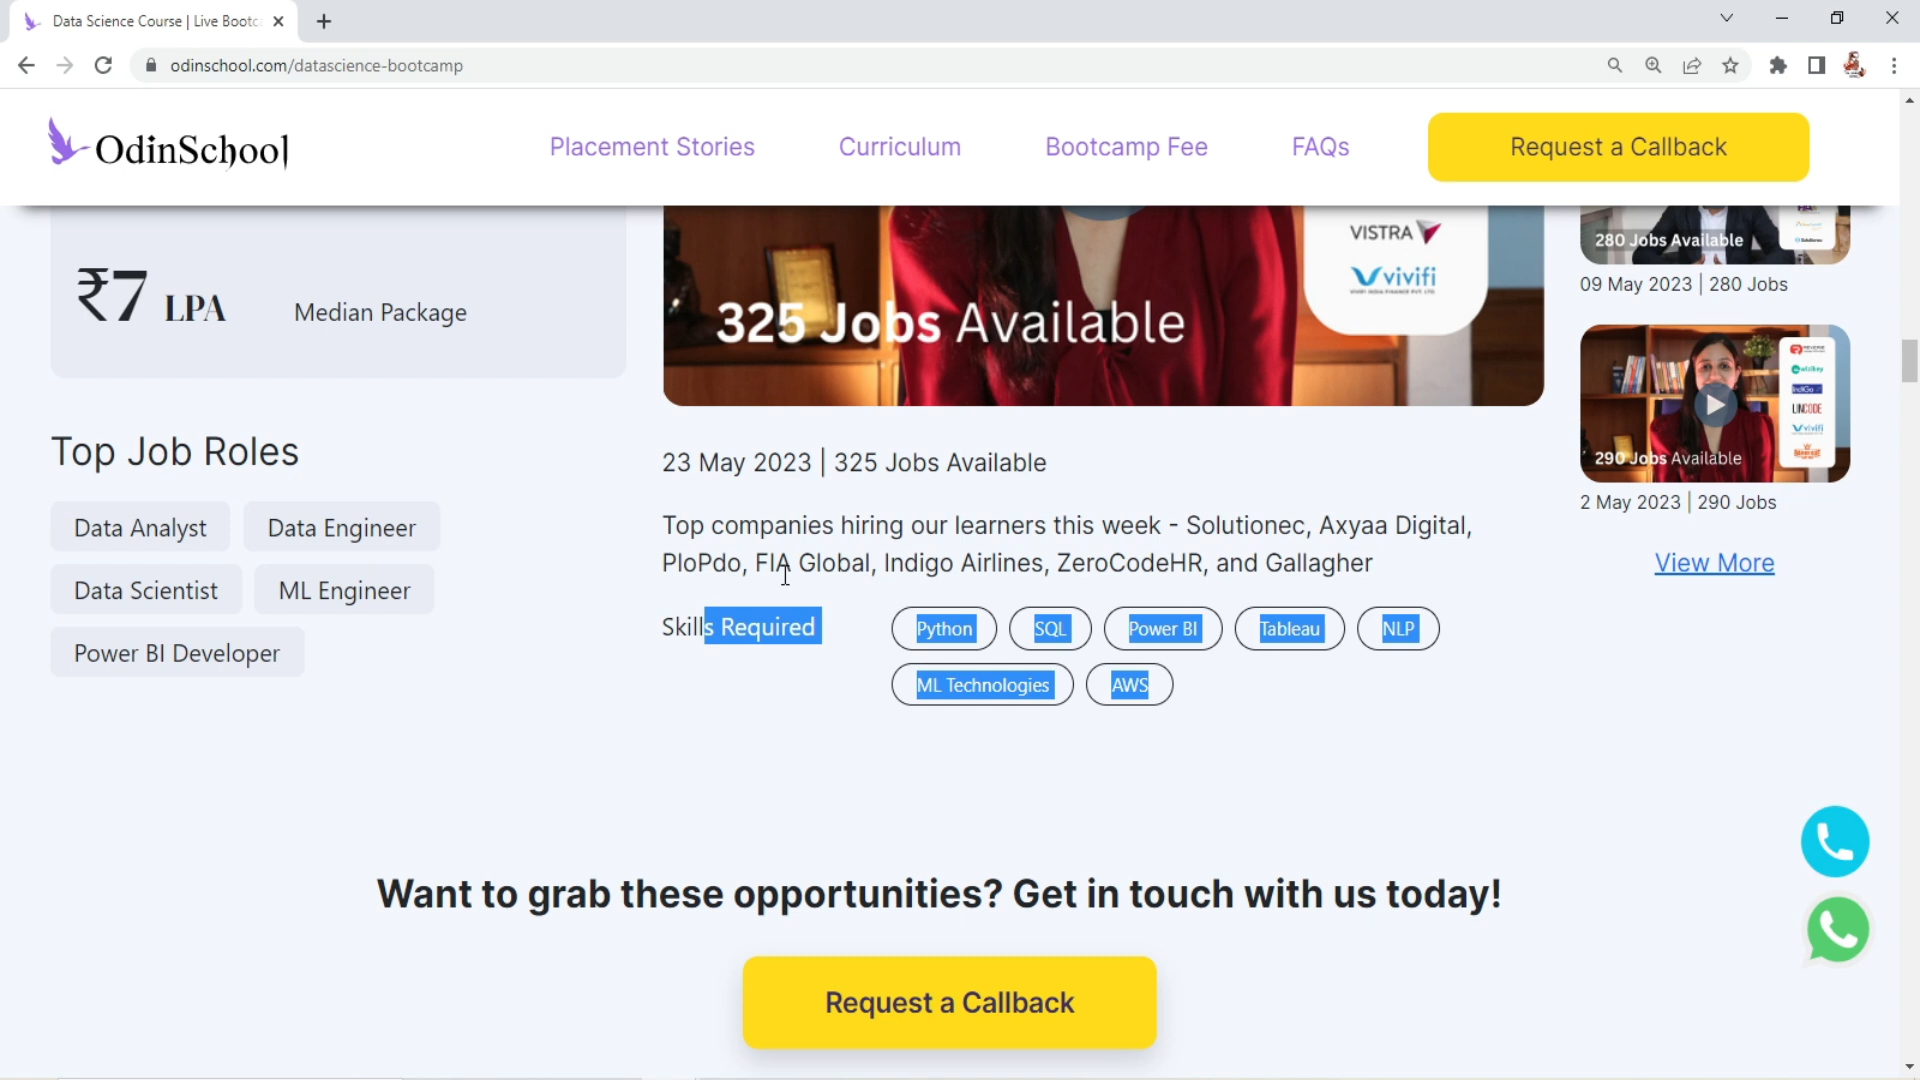 Data Science Course | Live Bootc
odinschool.com/datascience-bootcamp
OdinSchool
Placement Stories
Curriculum
Bootcamp Fee
FAQs
Request a Callback
₹7 LPA
Median Package
VISTRA
vivifi
325 Jobs Available
280 Jobs Available
09 May 2023 | 280 Jobs
LINCODE
vivifi
290 Jobs Available
2 May 2023 | 290 Jobs
View More
Top Job Roles
Data Analyst
Data Engineer
Data Scientist
ML Engineer
Power BI Developer
23 May 2023 | 325 Jobs Available
Top companies hiring our learners this week - Solutionec, Axyaa Digital,
PloPdo, FIA Global, Indigo Airlines, ZeroCodeHR, and Gallagher
Skills Required
Python
SQL
Power BI
Tableau
NLP
ML Technologies
AWS
Want to grab these opportunities? Get in touch with us today!
Request a Callback